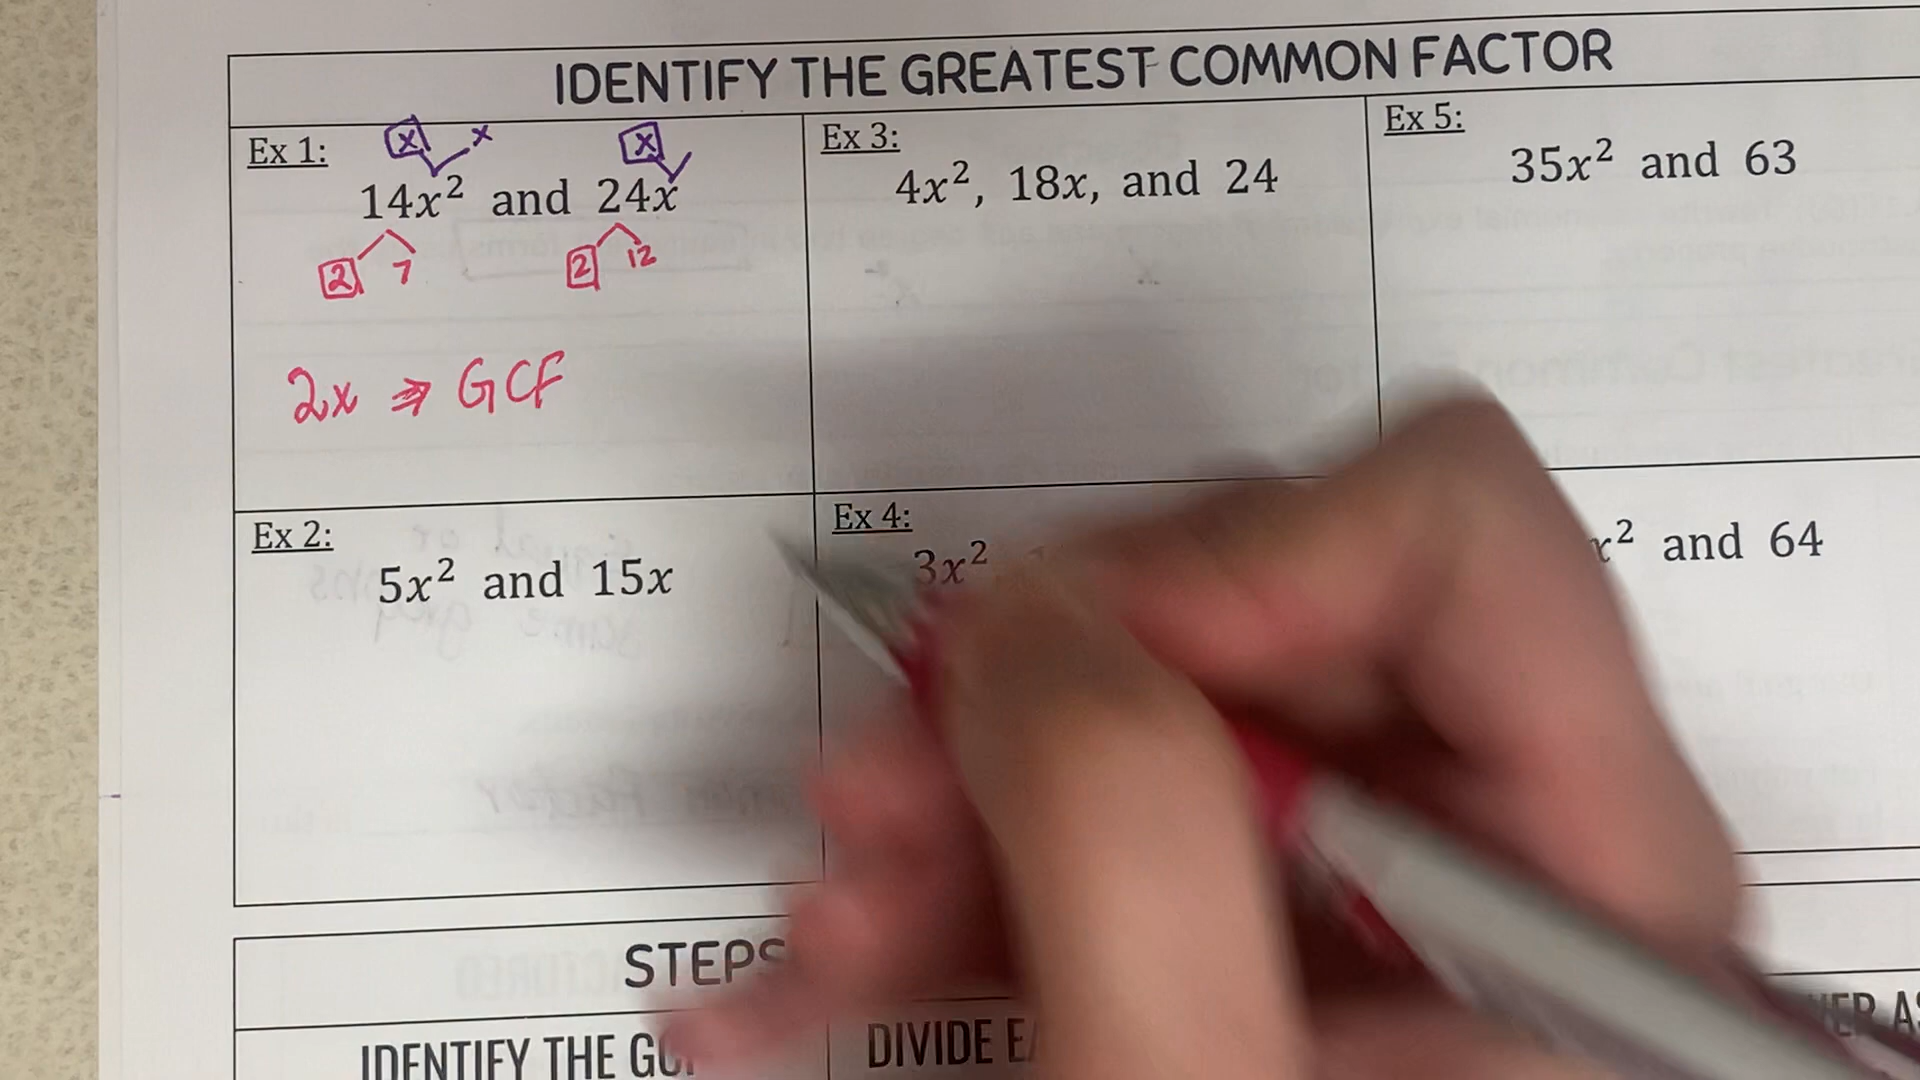 IDENTIFY THE GREATEST COMMON FACTOR
Ex 1:
x x x
14x² and 24x
2 7 2 12
2x ⇒ GCF
Ex 2:
5x² and 15x
Ex 3:
4x², 18x, and 24
Ex 4:
3x²
Ex 5:
35x² and 63
x² and 64
STEPS
IDENTIFY THE
DIVIDE